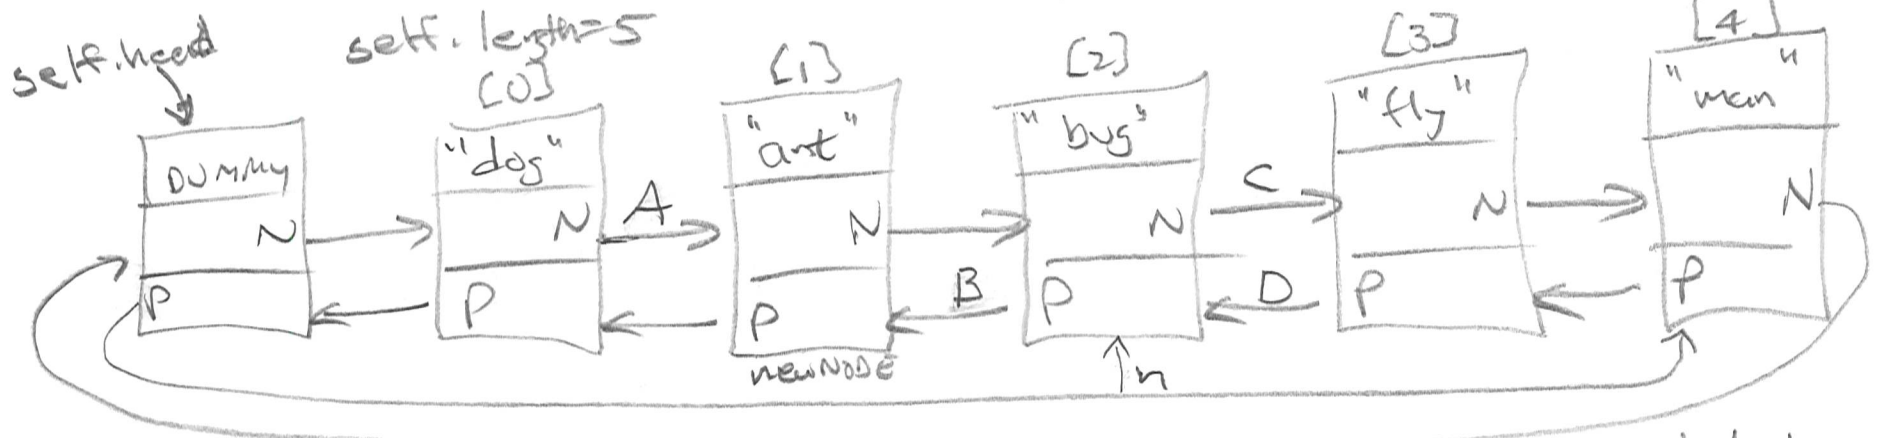 self.head
self.length=5
[0]
[1]
[2]
[3]
[4]
DUMMY
"dog"
"ant"
"bug"
"fly"
"man"
N
N
A
N
N
C
N
N
P
P
P
B
P
D
P
P
newNODE
n